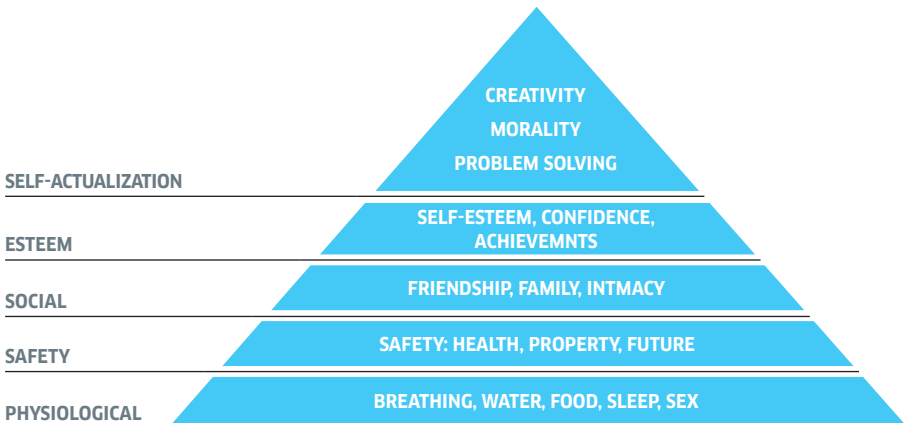 CREATIVITY
MORALITY
PROBLEM SOLVING
SELF-ACTUALIZATION
SELF-ESTEEM, CONFIDENCE,
ACHIEVEMNTS
ESTEEM
FRIENDSHIP, FAMILY, INTMACY
SOCIAL
SAFETY: HEALTH, PROPERTY, FUTURE
SAFETY
BREATHING, WATER, FOOD, SLEEP, SEX
PHYSIOLOGICAL